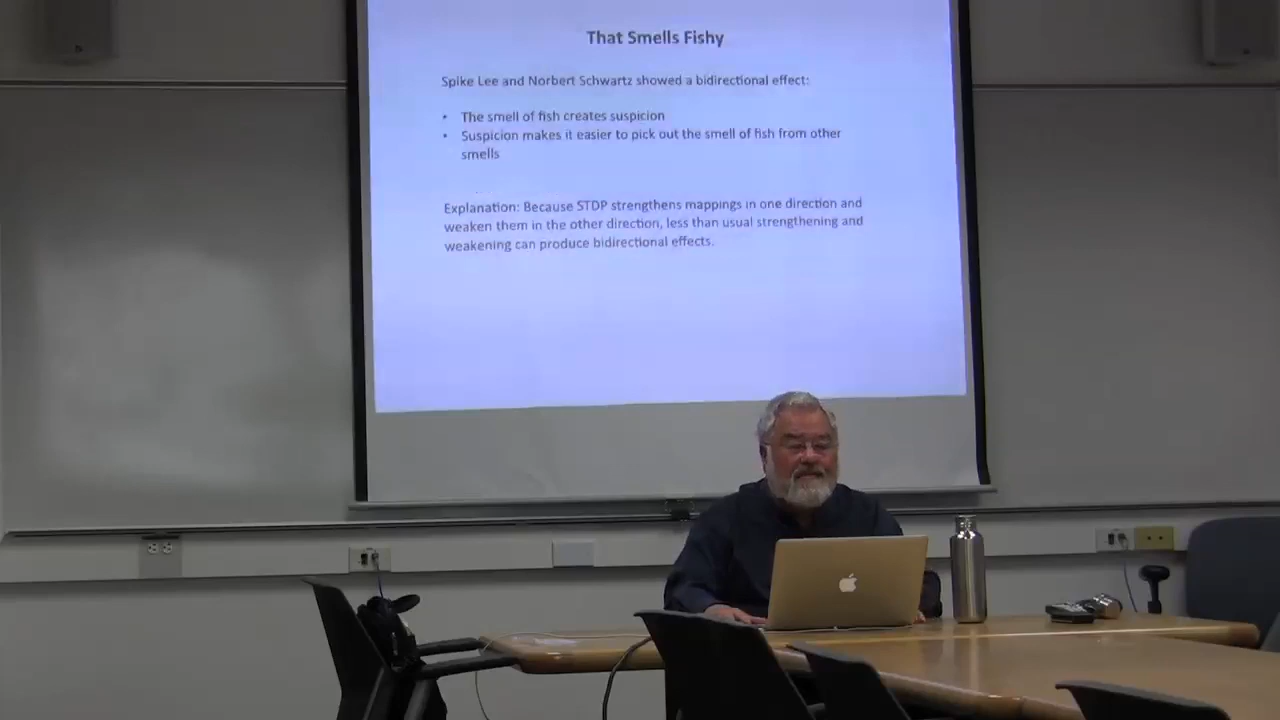 That Smells Fishy
Spike Lee and Norbert Schwartz showed a bidirectional effect:
• The smell of fish creates suspicion
• Suspicion makes it easier to pick out the smell of fish from other
smells
Explanation: Because STDP strengthens mappings in one direction and
weaken them in the other direction, less than usual strengthening and
weakening can produce bidirectional effects.